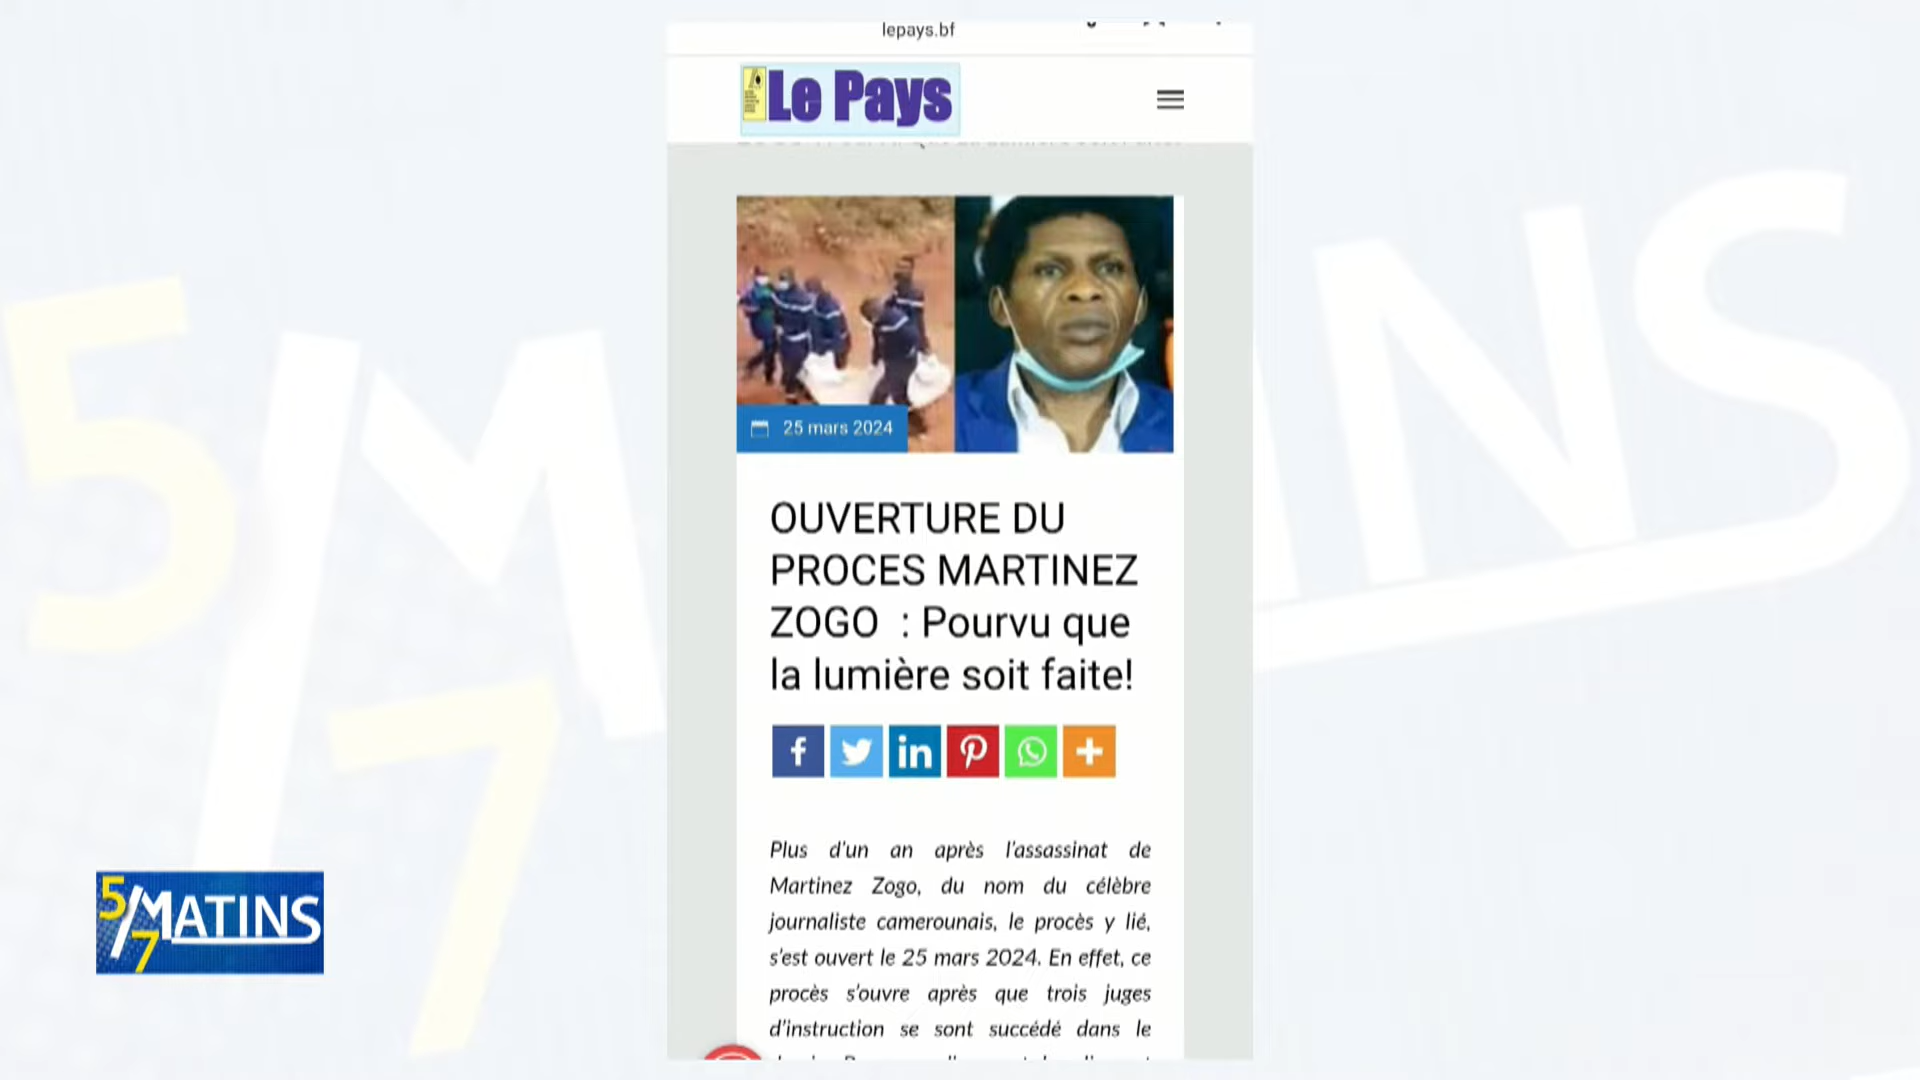 lepays.bf
Le Pays
25 mars 2024
OUVERTURE DU
PROCES MARTINEZ
ZOGO : Pourvu que
la lumière soit faite!
Plus d'un an après l'assassinat de
Martinez Zogo, du nom du célèbre
journaliste camerounais, le procès y lié,
s'est ouvert le 25 mars 2024. En effet, ce
procès s'ouvre après que trois juges
d'instruction se sont succédé dans le
5/7 MATINS